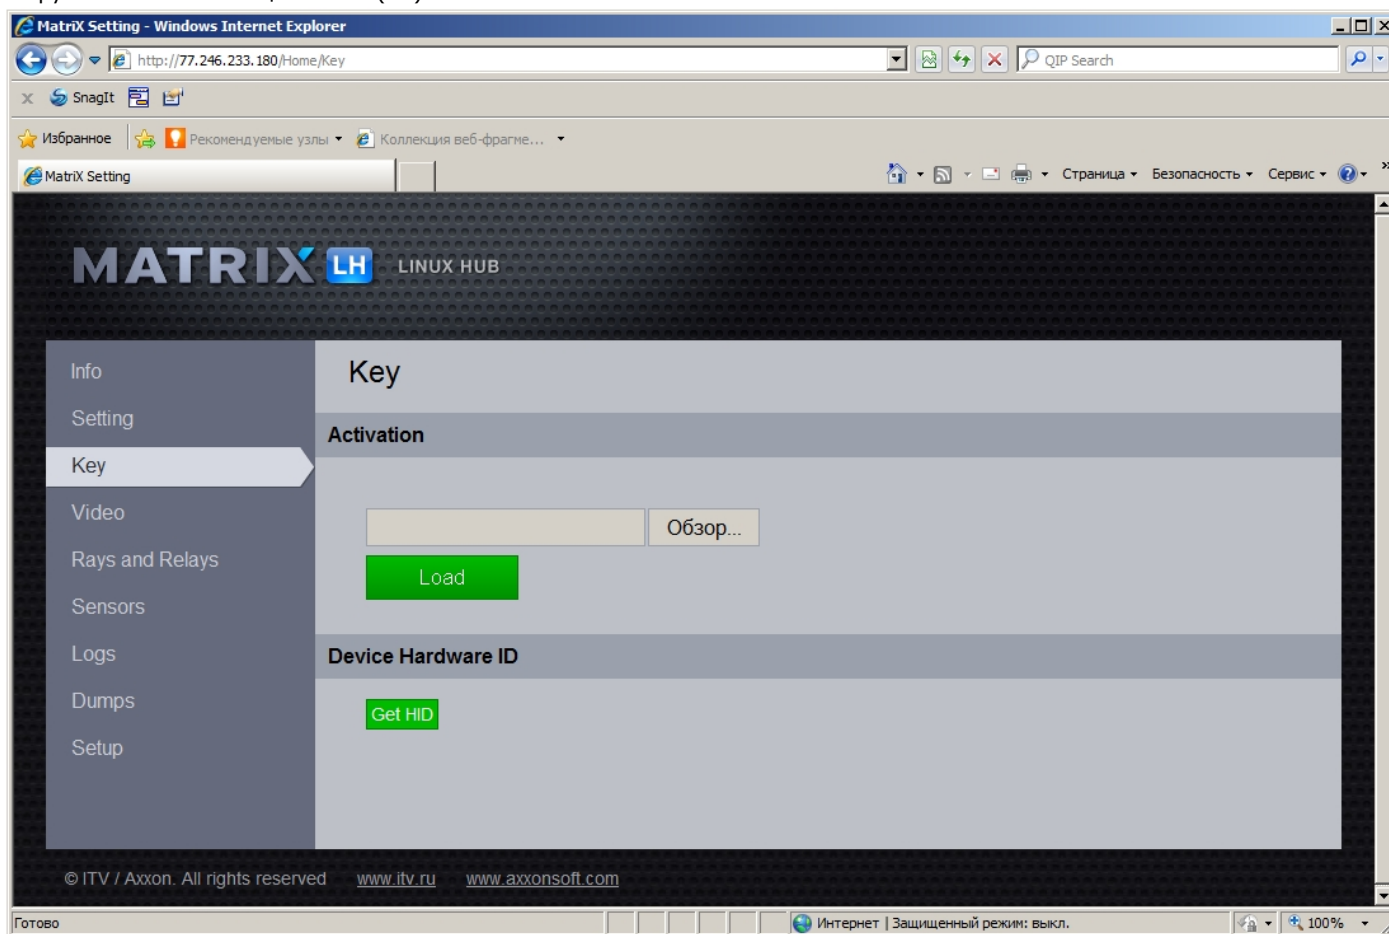 MatriX Setting - Windows Internet Explorer
http://77.246.233.180/Home/Key
QIP Search
x SnagIt
Избранное Рекомендуемые узлы Коллекция веб-фрагме...
MatriX Setting
Страница Безопасность Сервис
MATRIX LH LINUX HUB
Info
Setting
Key
Video
Rays and Relays
Sensors
Logs
Dumps
Setup
Key
Activation
Обзор...
Load
Device Hardware ID
Get HID
© ITV / Axxon. All rights reserved www.itv.ru www.axxonsoft.com
Готово Интернет | Защищенный режим: выкл. 100%